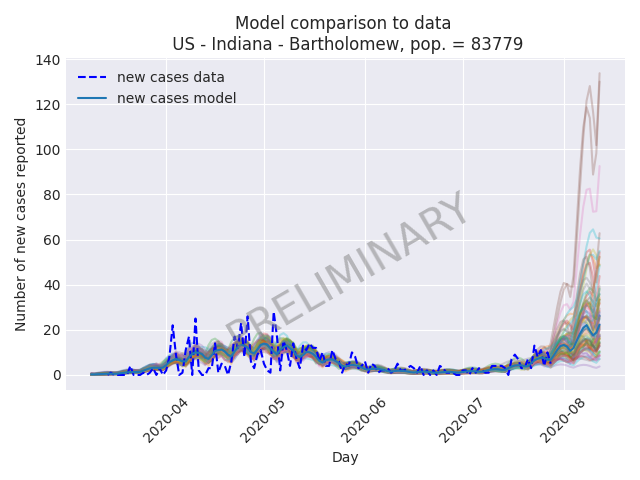 Model comparison to data
US - Indiana - Bartholomew, pop. = 83779
140
120
100
80
60
40
20
0
Number of new cases reported
new cases data
new cases model
PRELIMINARY
2020-04
2020-05
2020-06
2020-07
2020-08
Day